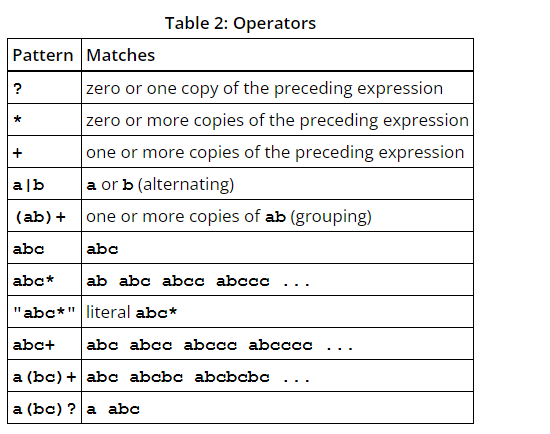 Table 2: Operators
Pattern Matches
? zero or one copy of the preceding expression
* zero or more copies of the preceding expression
+ one or more copies of the preceding expression
a|b a or b (alternating)
(ab)+ one or more copies of ab (grouping)
abc abc
abc* ab abc abcc abccc ...
"abc*" literal abc*
abc+ abc abcc abccc abcccc ...
a(bc)+ abc abcbc abcbcbc ...
a(bc)? a abc